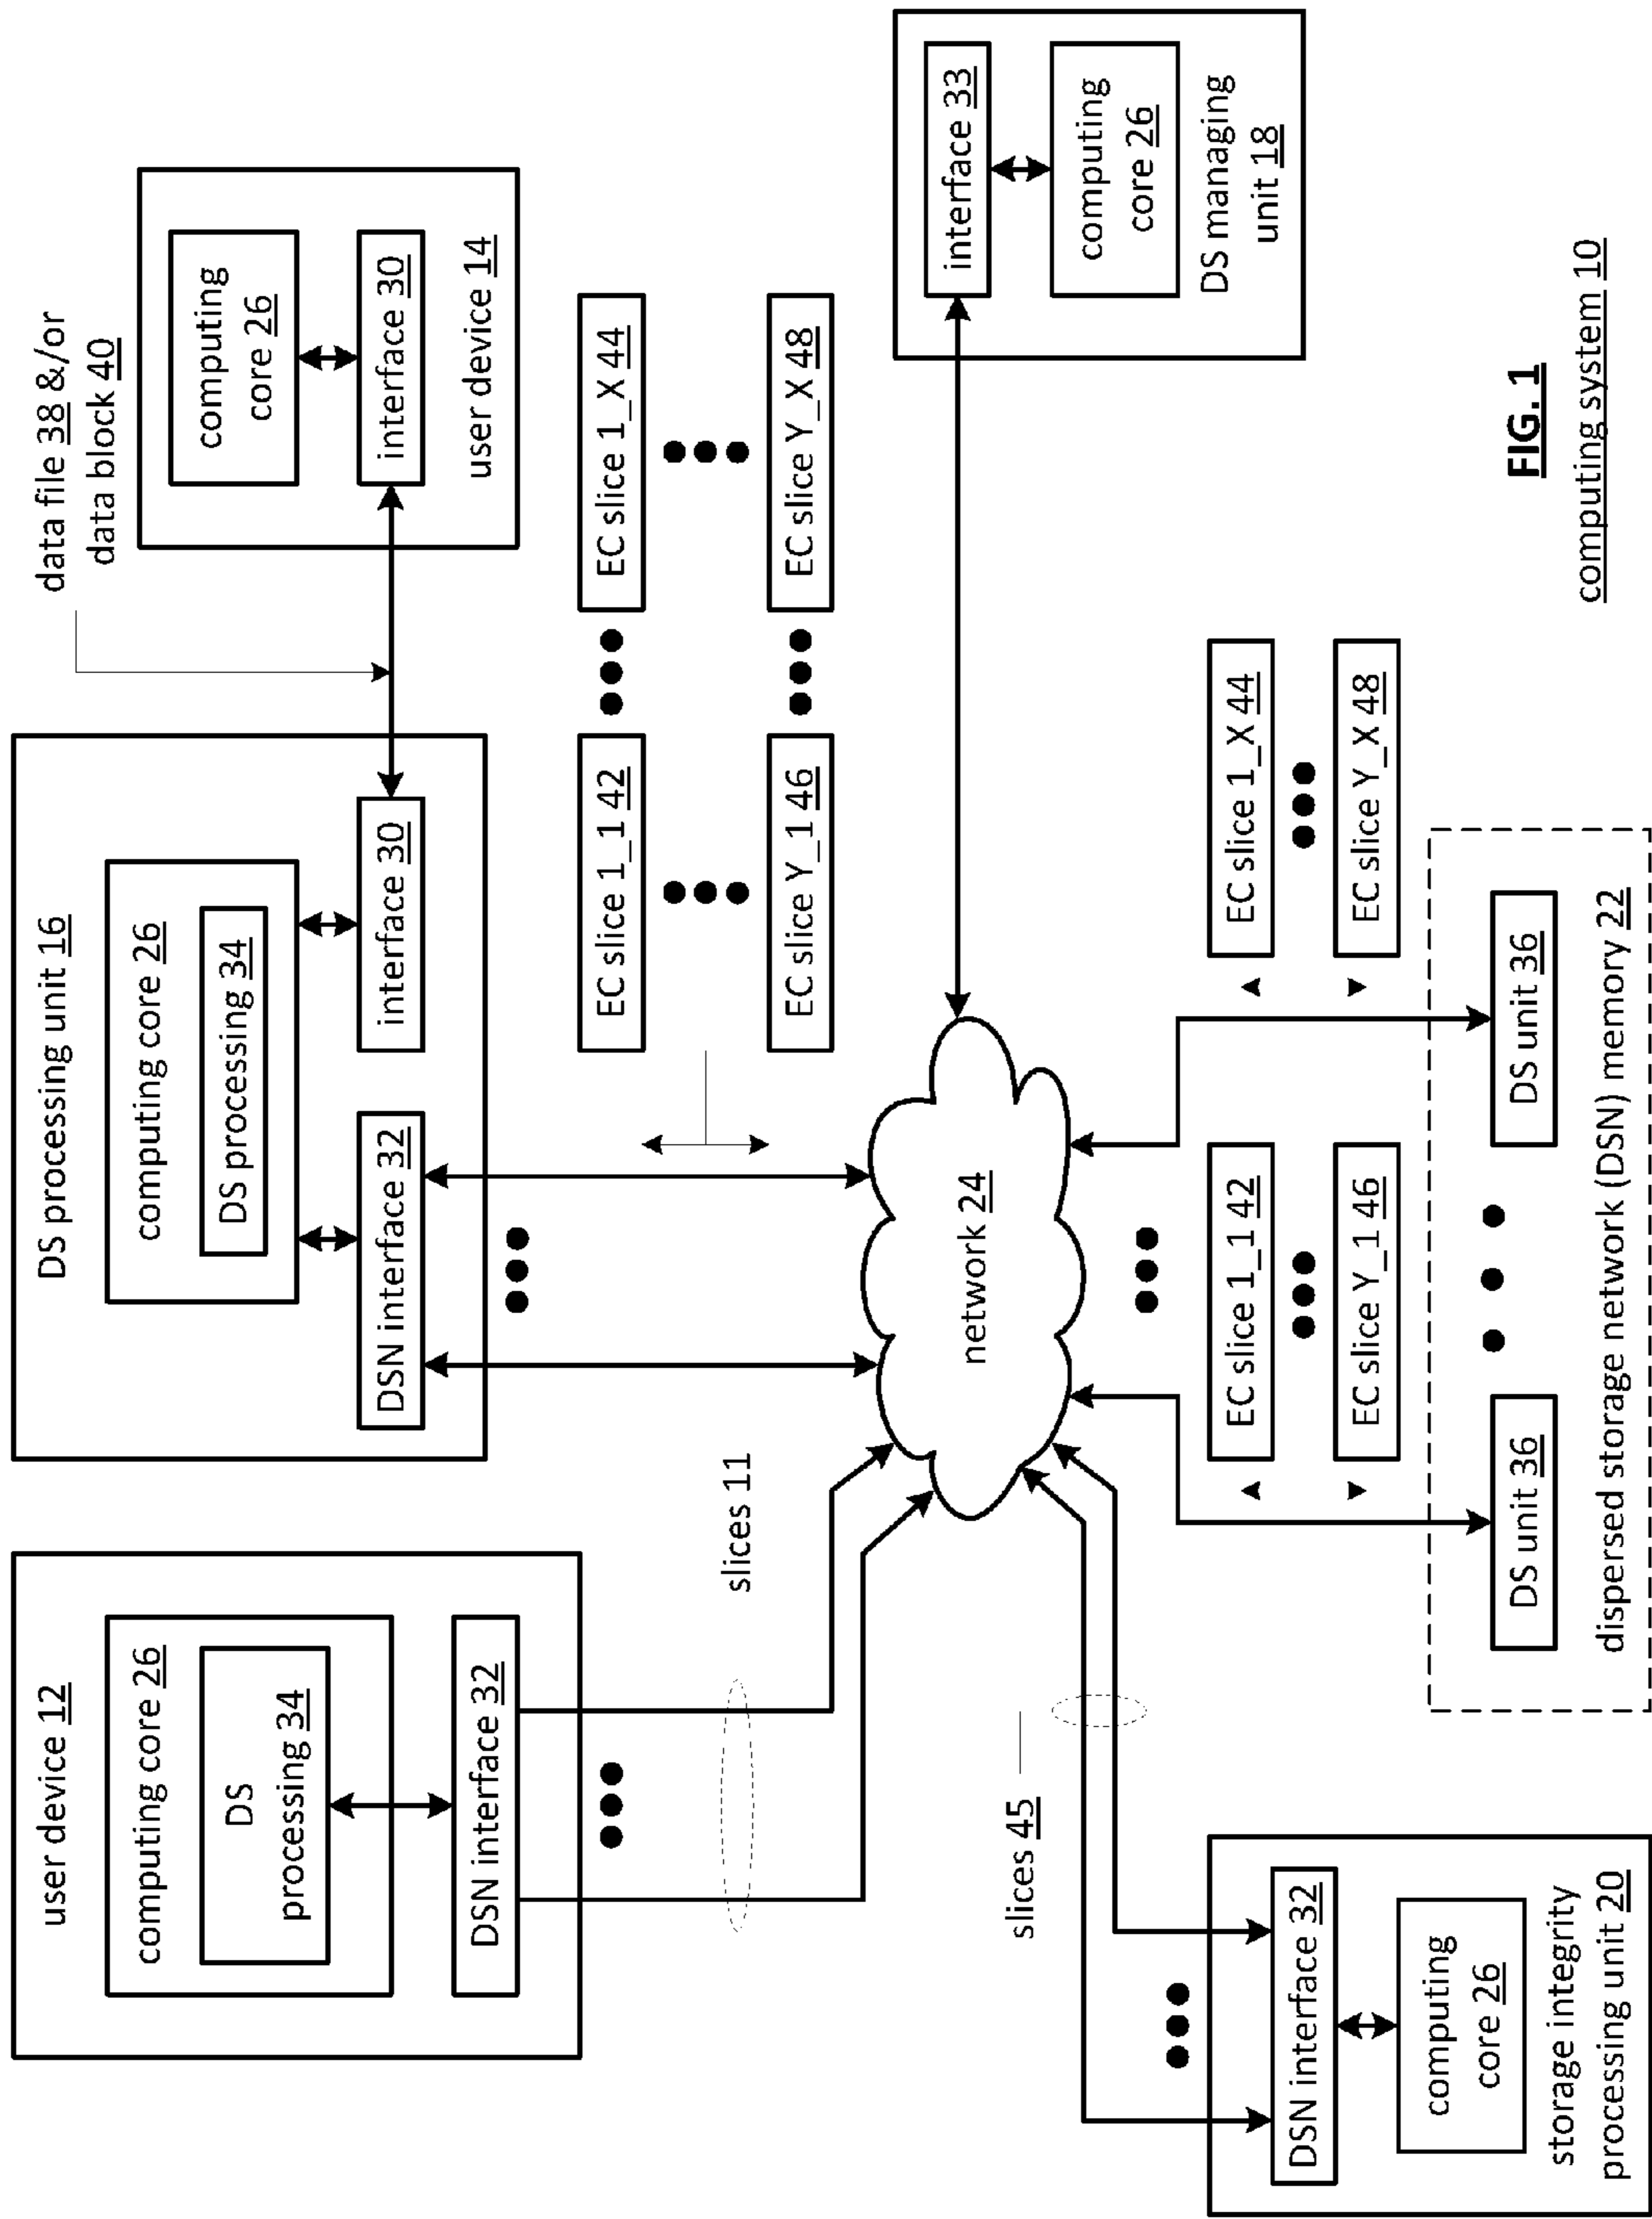 user device 12
computing core 26
DS
processing 34
DSN interface 32
slices 11
DS processing unit 16
computing core 26
DS processing 34
DSN interface 32
interface 30
data file 38 &/or
data block 40
computing
core 26
interface 30
user device 14
EC slice 1_1 42
EC slice 1_X 44
EC slice Y_1 46
EC slice Y_X 48
network 24
interface 33
computing
core 26
DS managing
unit 18
slices 45
DSN interface 32
computing
core 26
storage integrity
processing unit 20
EC slice 1_1 42
EC slice 1_X 44
EC slice Y_1 46
EC slice Y_X 48
DS unit 36
DS unit 36
dispersed storage network (DSN) memory 22
FIG. 1
computing system 10